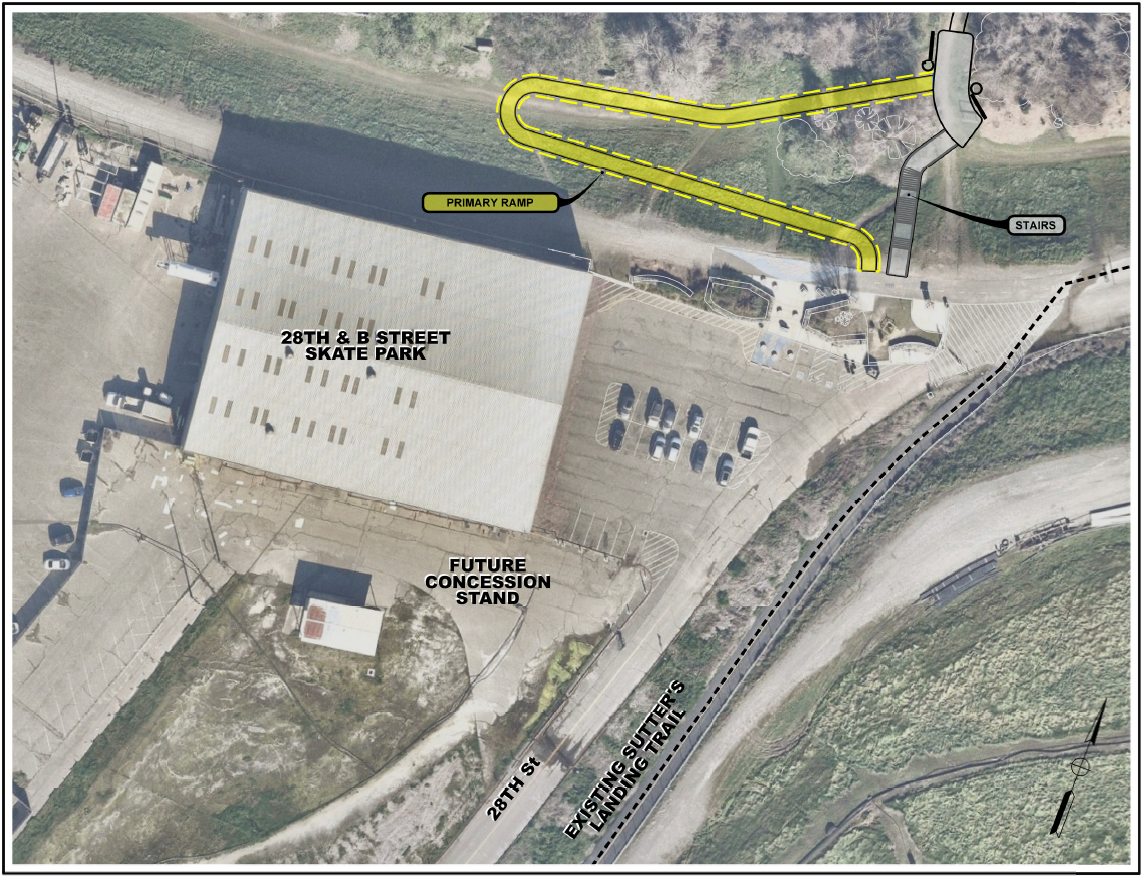 PRIMARY RAMP
STAIRS
28TH & B STREET
SKATE PARK
FUTURE
CONCESSION
STAND
28TH St
EXISTING SUTTER'S
LANDING TRAIL